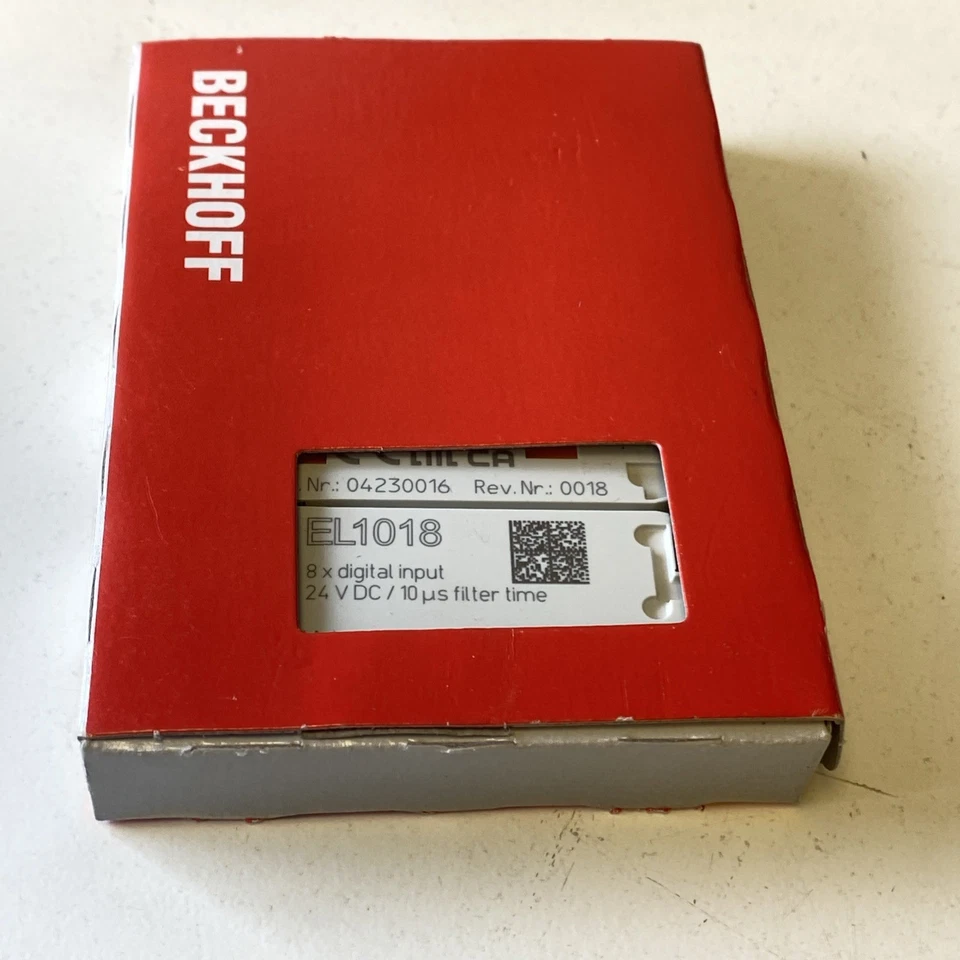 BECKHOFF
Nr.: 04230016 Rev.Nr.: 0018
EL1018
8 x digital input
24 V DC / 10 µs filter time